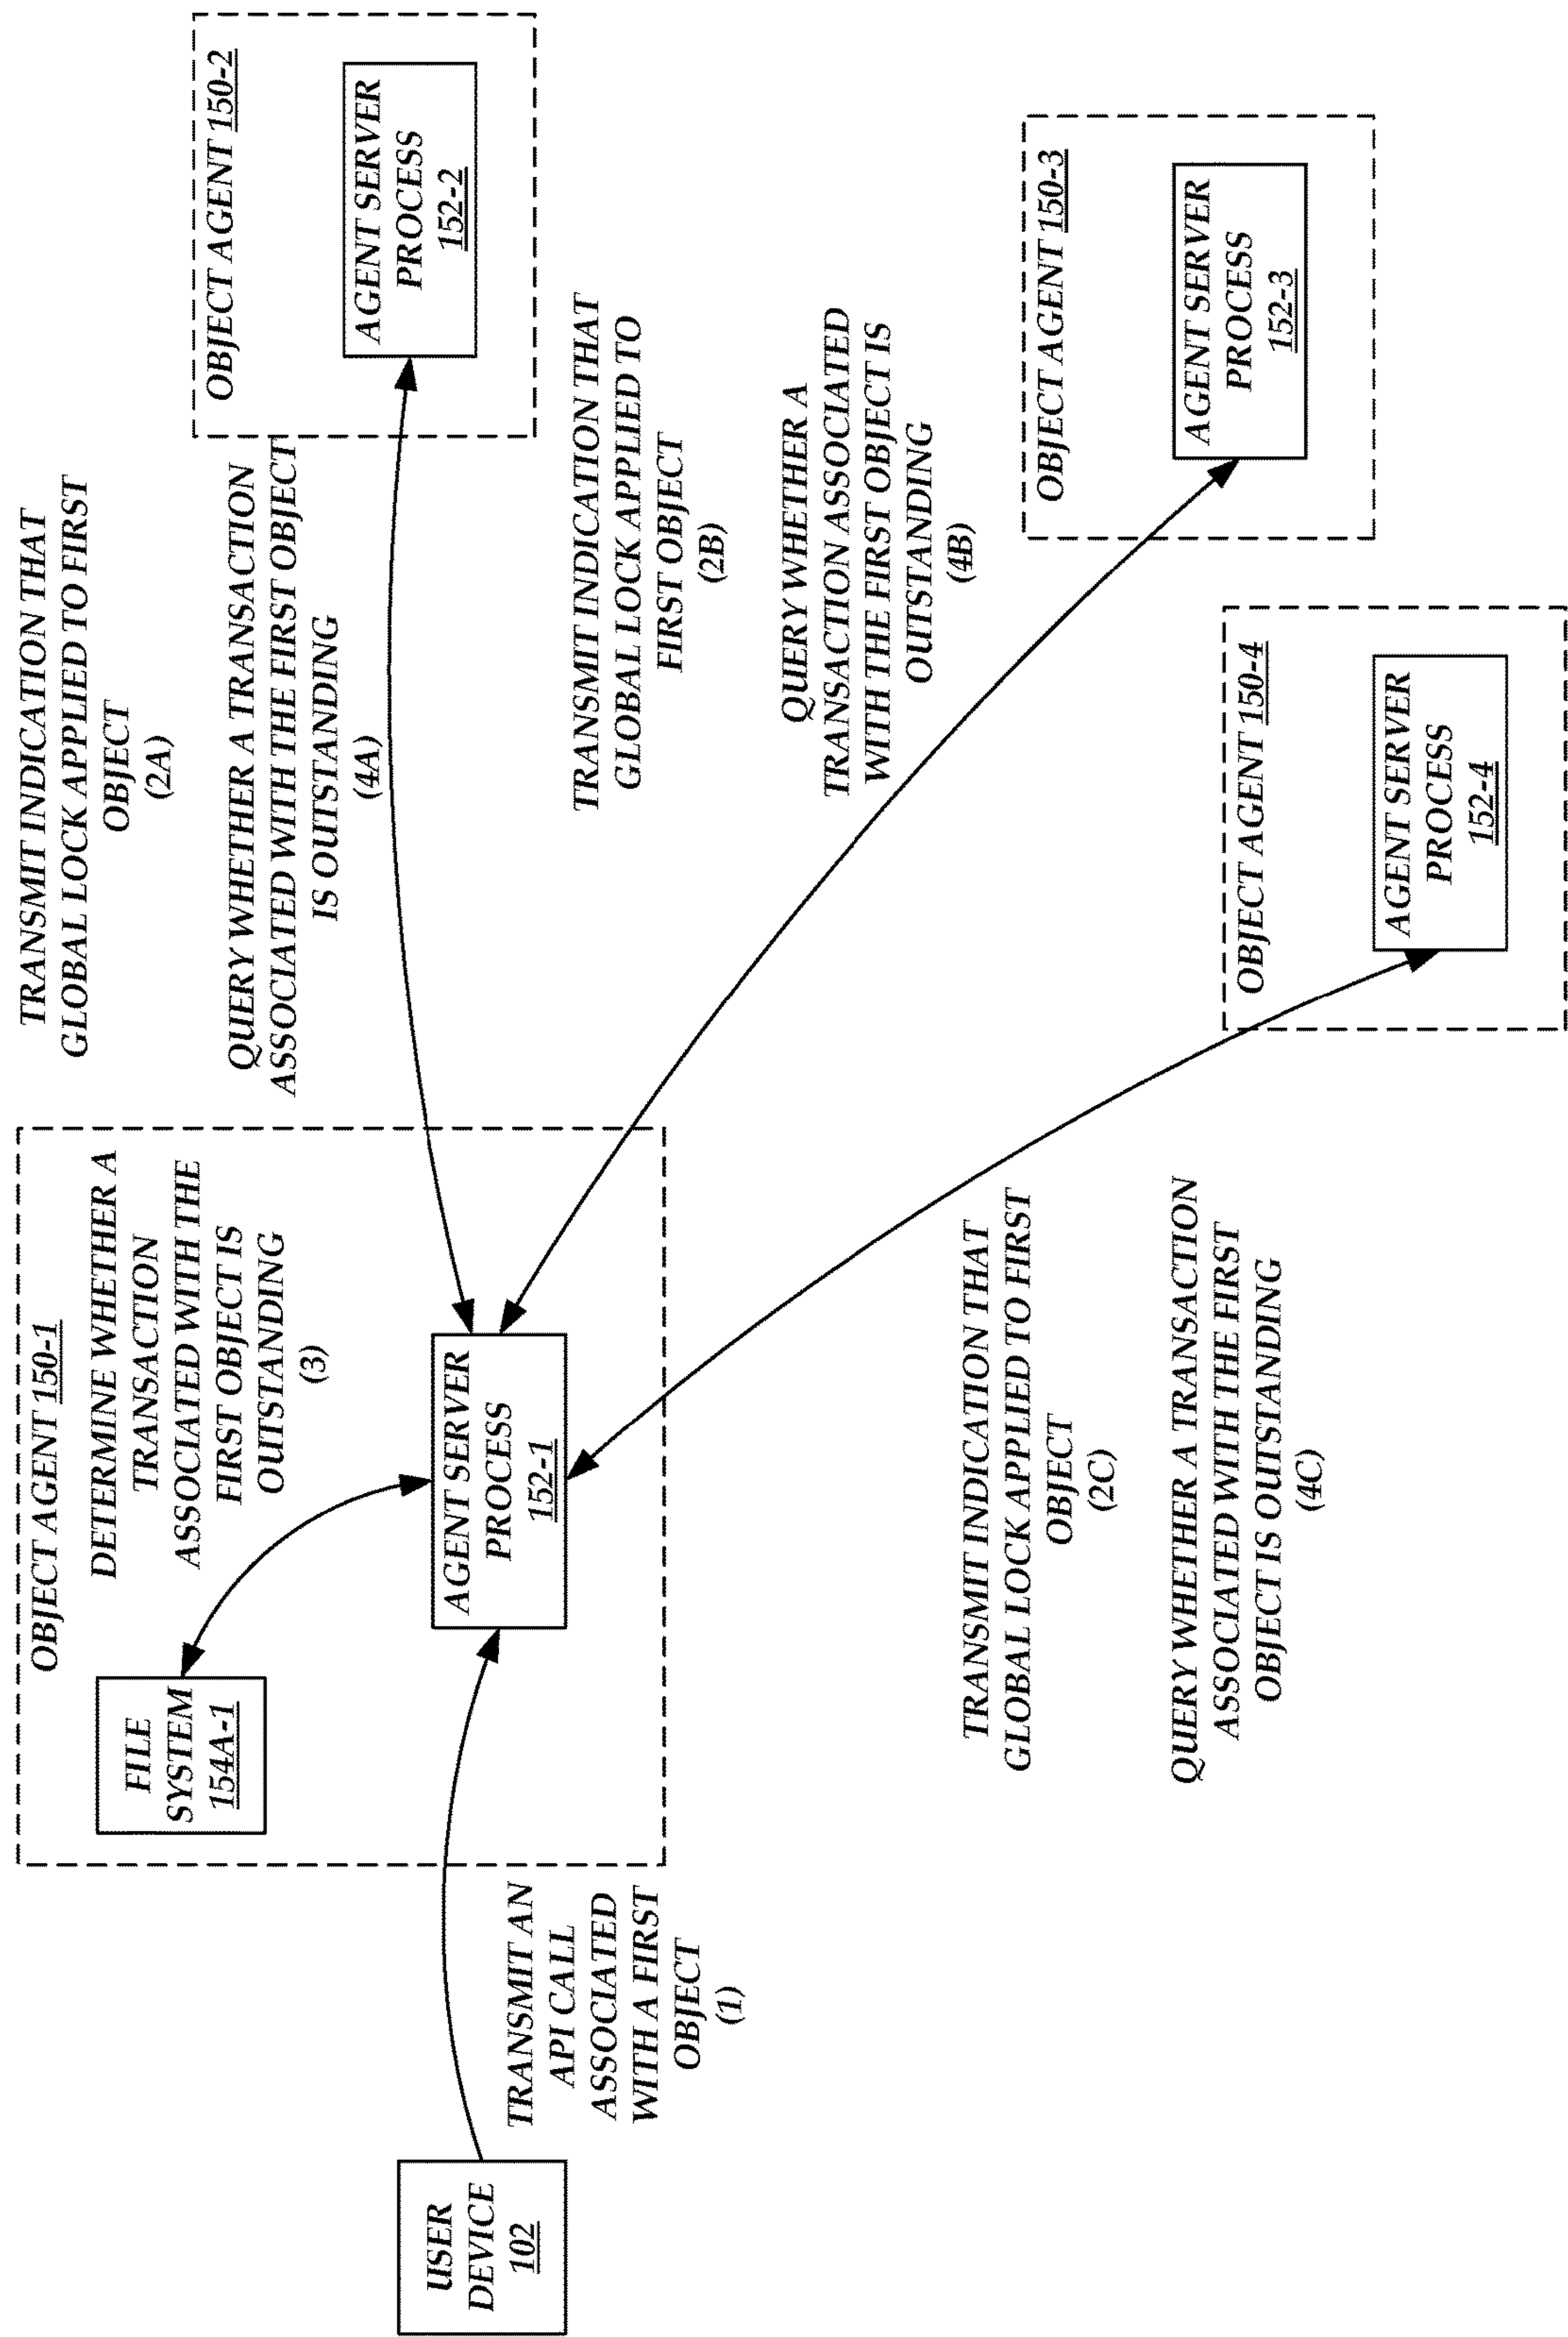 USER
DEVICE
102
TRANSMIT AN
API CALL
ASSOCIATED
WITH A FIRST
OBJECT
(1)
OBJECT AGENT 150-1
FILE
SYSTEM
154A-1
DETERMINE WHETHER A
TRANSACTION
ASSOCIATED WITH THE
FIRST OBJECT IS
OUTSTANDING
(3)
AGENT SERVER
PROCESS
152-1
TRANSMIT INDICATION THAT
GLOBAL LOCK APPLIED TO FIRST
OBJECT
(2A)
QUERY WHETHER A TRANSACTION
ASSOCIATED WITH THE FIRST OBJECT
IS OUTSTANDING
(4A)
OBJECT AGENT 150-2
AGENT SERVER
PROCESS
152-2
TRANSMIT INDICATION THAT
GLOBAL LOCK APPLIED TO
FIRST OBJECT
(2B)
QUERY WHETHER A
TRANSACTION ASSOCIATED
WITH THE FIRST OBJECT IS
OUTSTANDING
(4B)
OBJECT AGENT 150-3
AGENT SERVER
PROCESS
152-3
TRANSMIT INDICATION THAT
GLOBAL LOCK APPLIED TO FIRST
OBJECT
(2C)
QUERY WHETHER A TRANSACTION
ASSOCIATED WITH THE FIRST
OBJECT IS OUTSTANDING
(4C)
OBJECT AGENT 150-4
AGENT SERVER
PROCESS
152-4